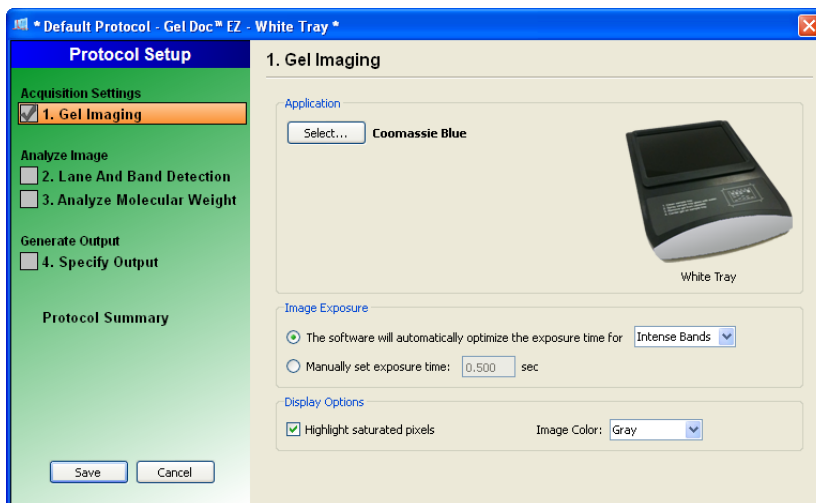 * Default Protocol - Gel Doc™ EZ - White Tray *
Protocol Setup
Acquisition Settings
1. Gel Imaging
Analyze Image
2. Lane And Band Detection
3. Analyze Molecular Weight
Generate Output
4. Specify Output
Protocol Summary
Save
Cancel
1. Gel Imaging
Application
Select...
Coomassie Blue
White Tray
Image Exposure
The software will automatically optimize the exposure time for
Intense Bands
Manually set exposure time:
0.500
sec
Display Options
Highlight saturated pixels
Image Color:
Gray